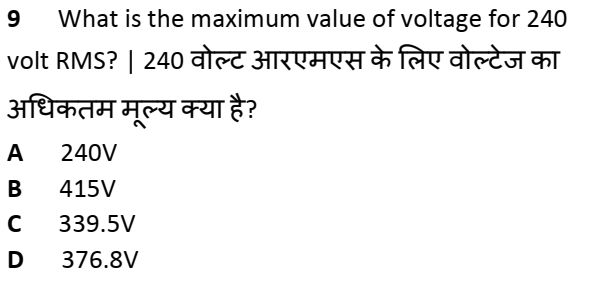 9 What is the maximum value of voltage for 240
volt RMS? | 240 वोल्ट आरएमएस के लिए वोल्टेज का
अधिकतम मूल्य क्या है?
A 240V
B 415V
C 339.5V
D 376.8V